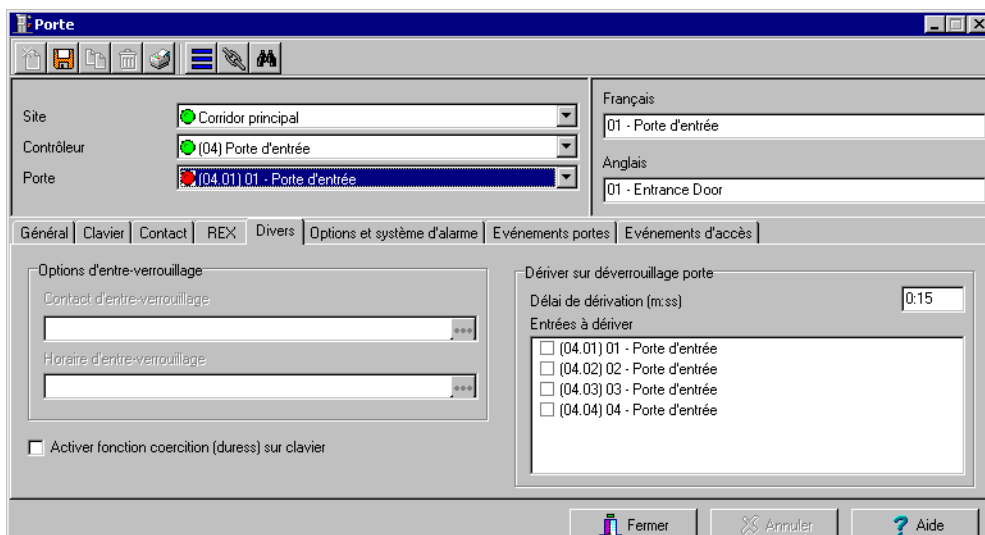 Porte
Site
Corridor principal
Contrôleur
(04) Porte d'entrée
Porte
(04.01) 01 - Porte d'entrée
Français
01 - Porte d'entrée
Anglais
01 - Entrance Door
Général Clavier Contact REX Divers Options et système d'alarme Evénements portes Evénements d'accès
Options d'entre-verrouillage
Contact d'entre-verrouillage
Horaire d'entre-verrouillage
Activer fonction coercition (duress) sur clavier
Dériver sur déverrouillage porte
Délai de dérivation (m:ss) 0:15
Entrées à dériver
(04.01) 01 - Porte d'entrée
(04.02) 02 - Porte d'entrée
(04.03) 03 - Porte d'entrée
(04.04) 04 - Porte d'entrée
Fermer Annuler Aide